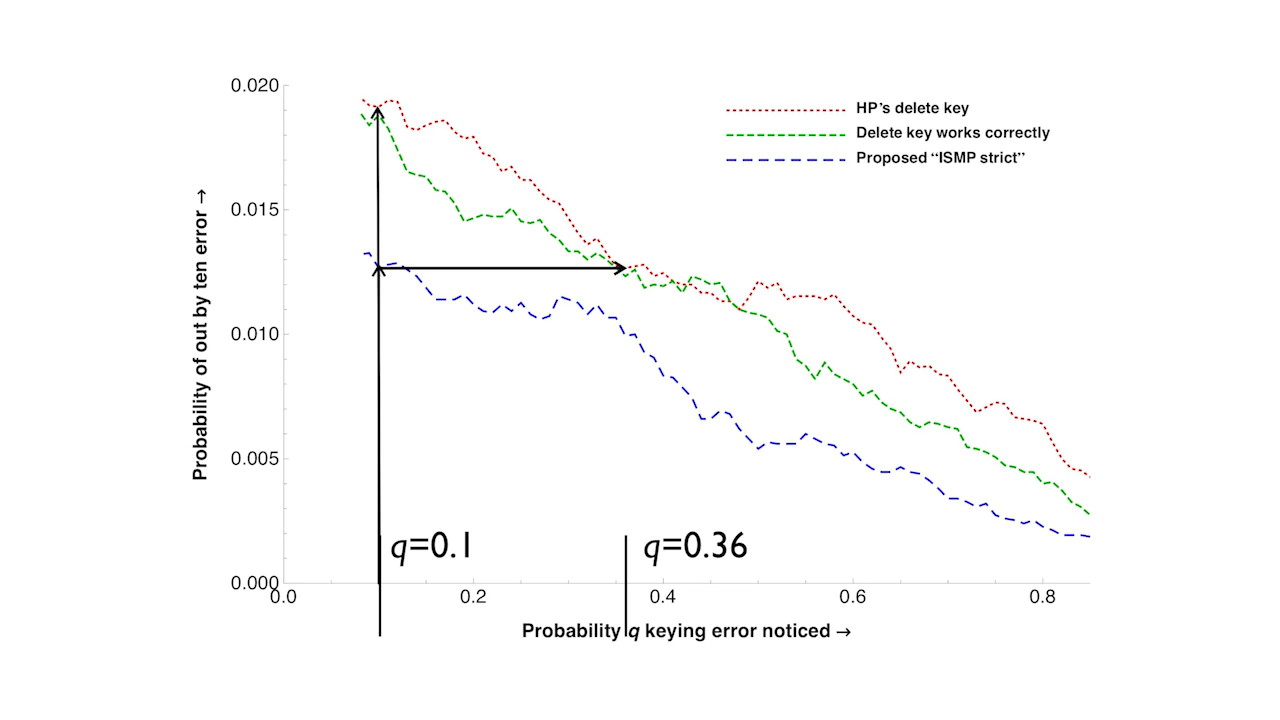 0.020
0.015
0.010
0.005
0.000
0.0
0.2
0.4
0.6
0.8
Probability of out by ten error →
Probability q keying error noticed →
HP’s delete key
Delete key works correctly
Proposed “ISMP strict”
q=0.1
q=0.36